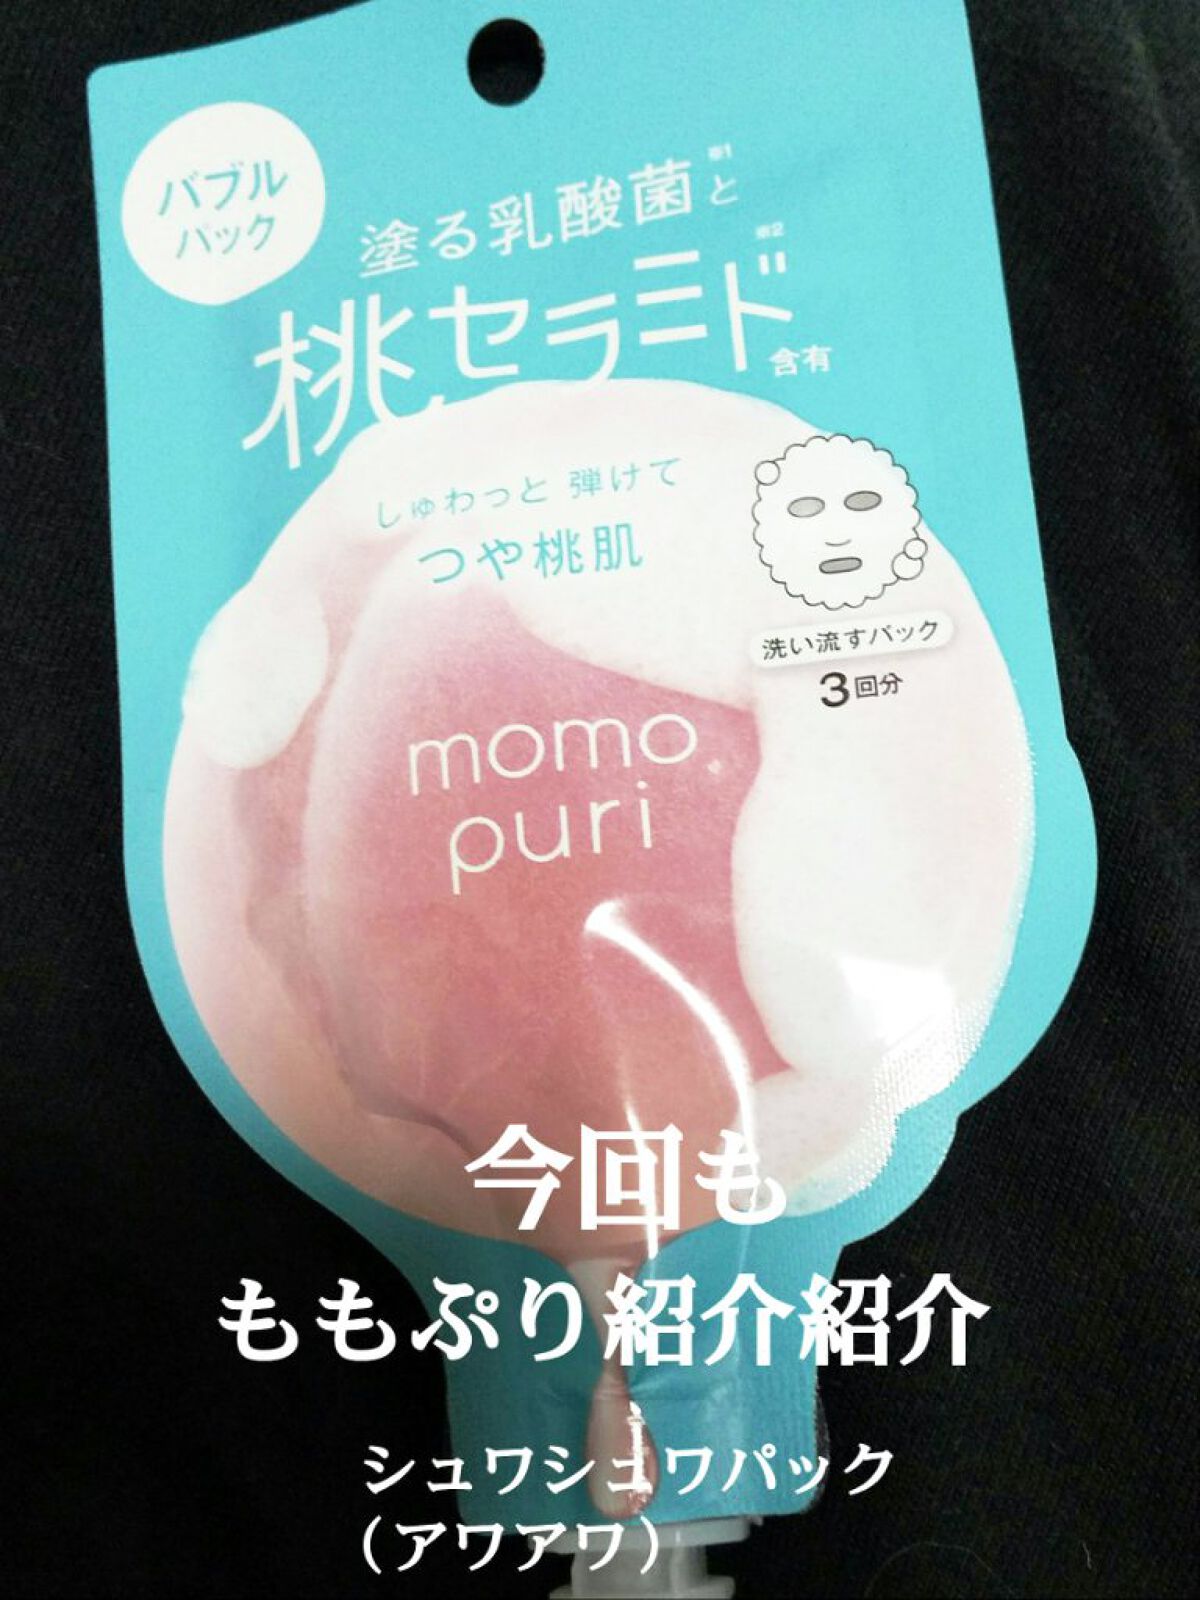 バブル
パック
塗る乳酸菌※1と
桃セラミド※2含有
しゅわっと 弾けて
つや桃肌
洗い流すパック
3回分
momo
puri
今回も
ももぷり紹介紹介
シュワシュワパック
（アワアワ）